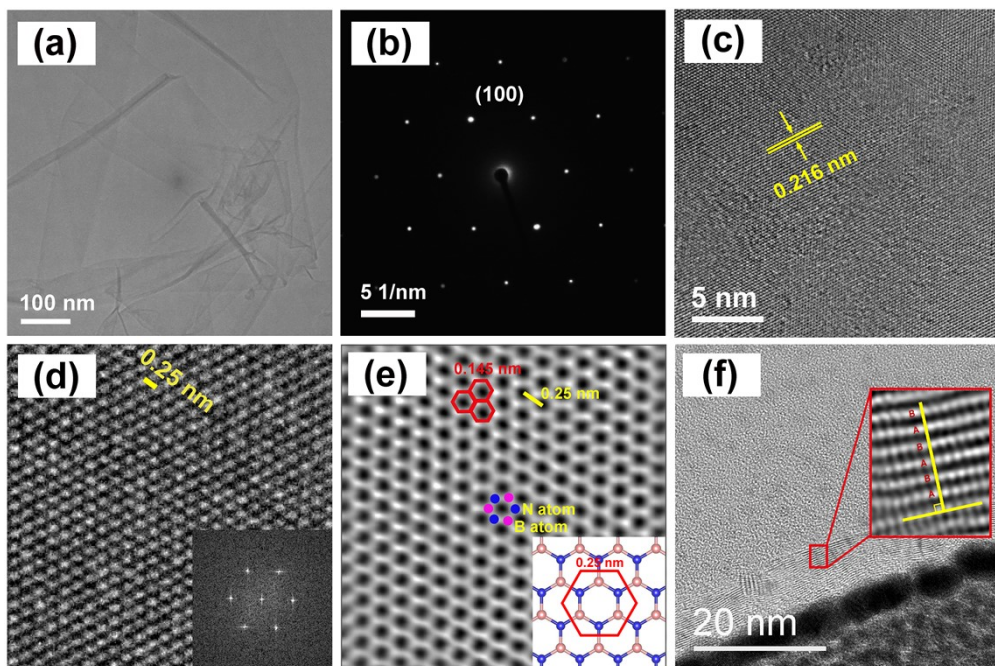 (a)
100 nm
(b)
(100)
5 1/nm
(c)
0.216 nm
5 nm
(d)
0.25 nm
(e)
0.145 nm
0.25 nm
N atom
B atom
0.25 nm
(f)
B
A
B
A
B
A
20 nm